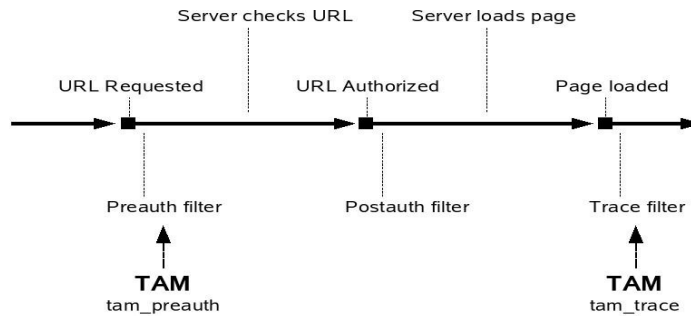 Server checks URL
Server loads page
URL Requested
URL Authorized
Page loaded
Preauth filter
Postauth filter
Trace filter
TAM
TAM
tam_preauth
tam_trace